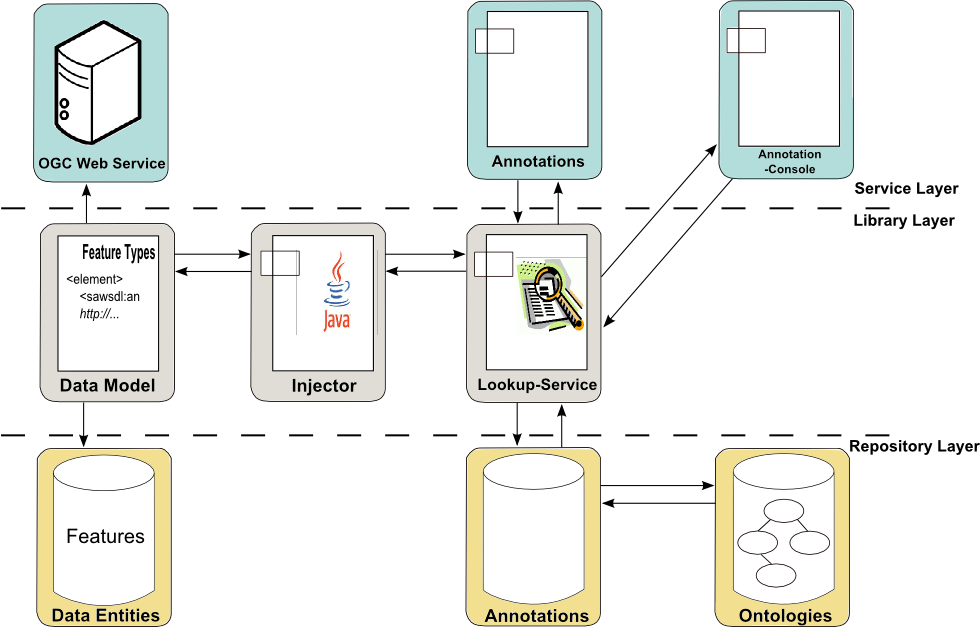 OGC Web Service
Annotations
Annotation
-Console
Service Layer
Library Layer
Feature Types
<element>
<sawsdl:an
http://...
Data Model
Java
Injector
Lookup-Service
Repository Layer
Features
Data Entities
Annotations
Ontologies